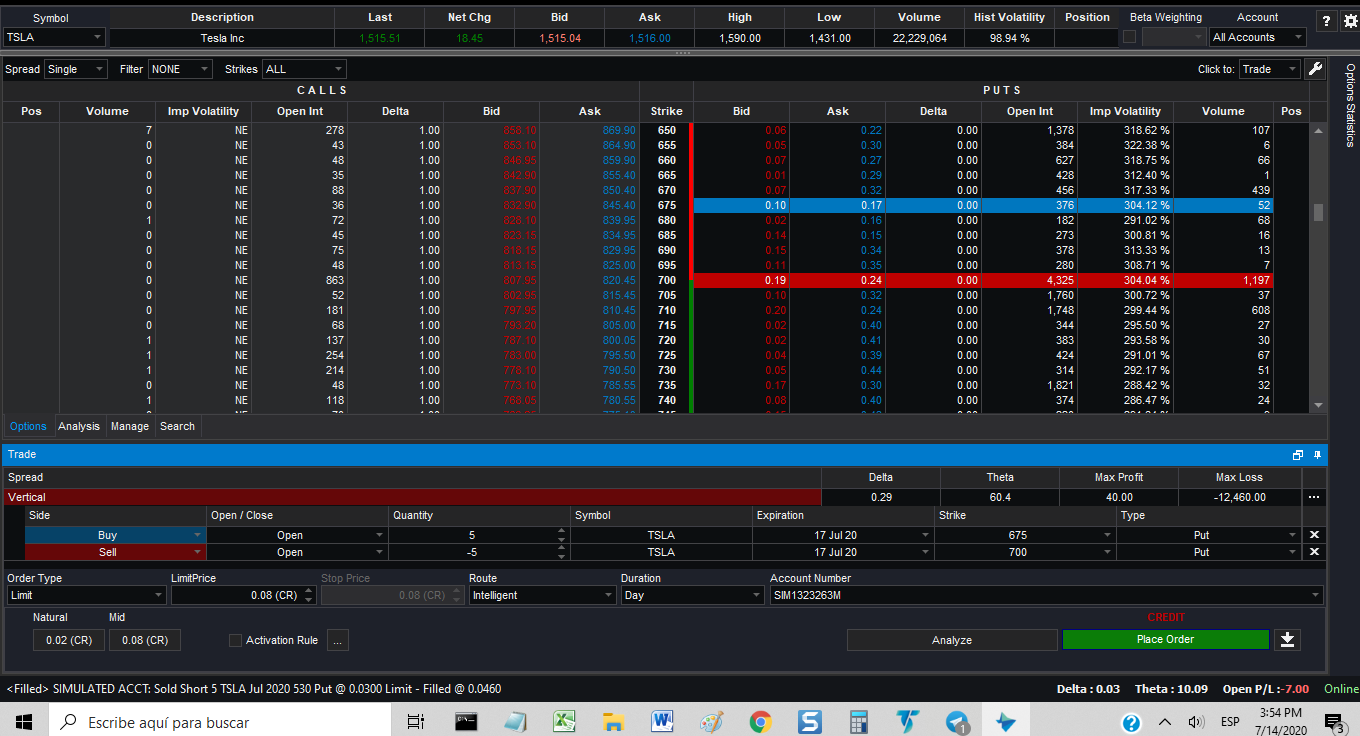 Symbol Description Last Net Chg Bid Ask High Low Volume Hist Volatility Position Beta Weighting Account
TSLA Tesla Inc 1,515.51 18.45 1,515.04 1,516.00 1,590.00 1,431.00 22,229,064 98.94 % All Accounts ?
Spread Single Filter NONE Strikes ALL Click to: Trade
Options Statistics
CALLS PUTS
Pos Volume Imp Volatility Open Int Delta Bid Ask Strike Bid Ask Delta Open Int Imp Volatility Volume Pos
7 NE 278 1.00 858.10 869.90 650 0.06 0.22 0.00 1,378 318.62 % 107
0 NE 43 1.00 853.10 864.90 655 0.05 0.30 0.00 384 322.38 % 6
0 NE 48 1.00 846.95 859.90 660 0.07 0.27 0.00 627 318.75 % 66
0 NE 35 1.00 842.90 855.40 665 0.01 0.29 0.00 428 312.40 % 1
0 NE 88 1.00 837.90 850.40 670 0.07 0.32 0.00 456 317.33 % 439
0 NE 36 1.00 832.90 845.40 675 0.10 0.17 0.00 376 304.12 % 52
1 NE 72 1.00 828.10 839.95 680 0.02 0.16 0.00 182 291.02 % 68
0 NE 45 1.00 823.15 834.95 685 0.14 0.15 0.00 273 300.81 % 16
0 NE 75 1.00 818.15 829.95 690 0.15 0.34 0.00 378 313.33 % 13
0 NE 48 1.00 813.15 825.00 695 0.11 0.35 0.00 280 308.71 % 7
0 NE 863 1.00 807.95 820.45 700 0.19 0.24 0.00 4,325 304.04 % 1,197
0 NE 52 1.00 802.95 815.45 705 0.10 0.32 0.00 1,760 300.72 % 37
0 NE 181 1.00 797.95 810.45 710 0.20 0.24 0.00 1,748 299.44 % 608
0 NE 68 1.00 793.20 805.00 715 0.02 0.40 0.00 344 295.50 % 27
1 NE 137 1.00 787.10 800.05 720 0.02 0.41 0.00 383 293.58 % 30
1 NE 254 1.00 783.00 795.50 725 0.04 0.39 0.00 424 291.01 % 67
1 NE 214 1.00 778.10 790.50 730 0.05 0.44 0.00 314 292.17 % 51
0 NE 48 1.00 773.10 785.55 735 0.17 0.30 0.00 1,821 288.42 % 32
1 NE 118 1.00 768.05 780.55 740 0.08 0.40 0.00 374 286.47 % 24
Options Analysis Manage Search
Trade
Spread Delta Theta Max Profit Max Loss
Vertical 0.29 60.4 40.00 -12,460.00 ...
Side Open / Close Quantity Symbol Expiration Strike Type
Buy Open 5 TSLA 17 Jul 20 675 Put X
Sell Open -5 TSLA 17 Jul 20 700 Put X
Order Type LimitPrice Stop Price Route Duration Account Number
Limit 0.08 (CR) 0.08 (CR) Intelligent Day SIM1323263M
Natural Mid CREDIT
0.02 (CR) 0.08 (CR) Activation Rule ... Analyze Place Order
<Filled> SIMULATED ACCT: Sold Short 5 TSLA Jul 2020 530 Put @ 0.0300 Limit - Filled @ 0.0460 Delta : 0.03 Theta : 10.09 Open P/L :-7.00 Online
Escribe aquí para buscar 1 ESP 3:54 PM
7/14/2020 3